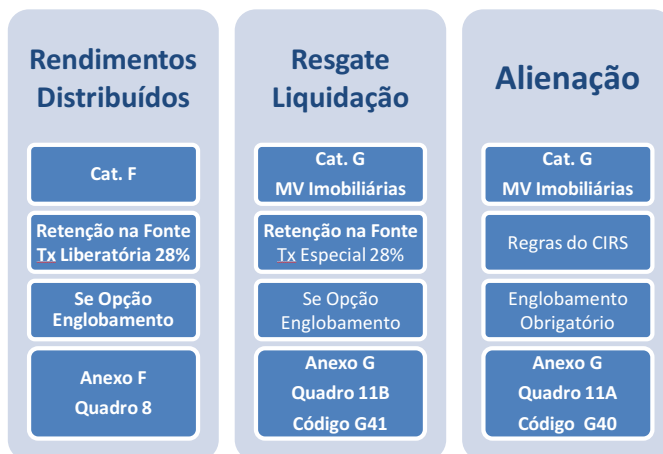 Rendimentos
Distribuídos
Cat. F
Retenção na Fonte
Tx Liberatória 28%
Se Opção
Englobamento
Anexo F
Quadro 8
Resgate
Liquidação
Cat. G
MV Imobiliárias
Retenção na Fonte
Tx Especial 28%
Se Opção
Englobamento
Anexo G
Quadro 11B
Código G41
Alienação
Cat. G
MV Imobiliárias
Regras do CIRS
Englobamento
Obrigatório
Anexo G
Quadro 11A
Código G40